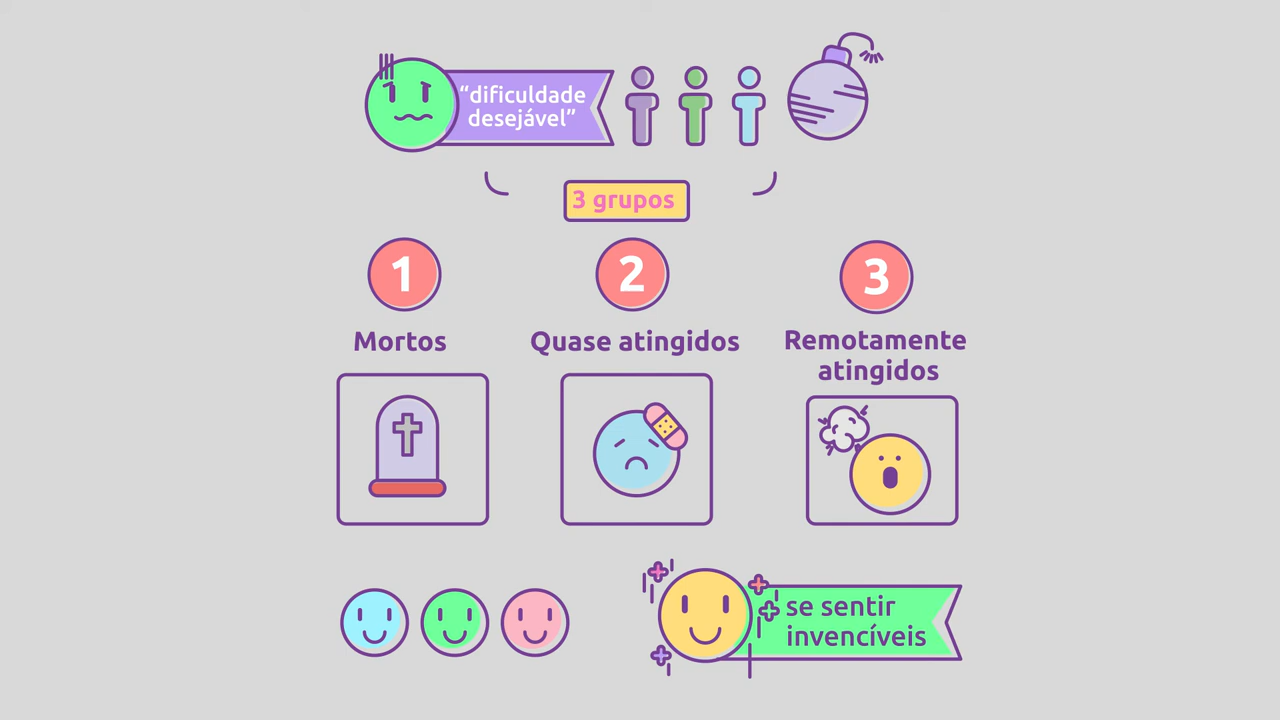 “dificuldade
desejável”
3 grupos
1
2
3
Mortos
Quase atingidos
Remotamente
atingidos
se sentir
invencíveis